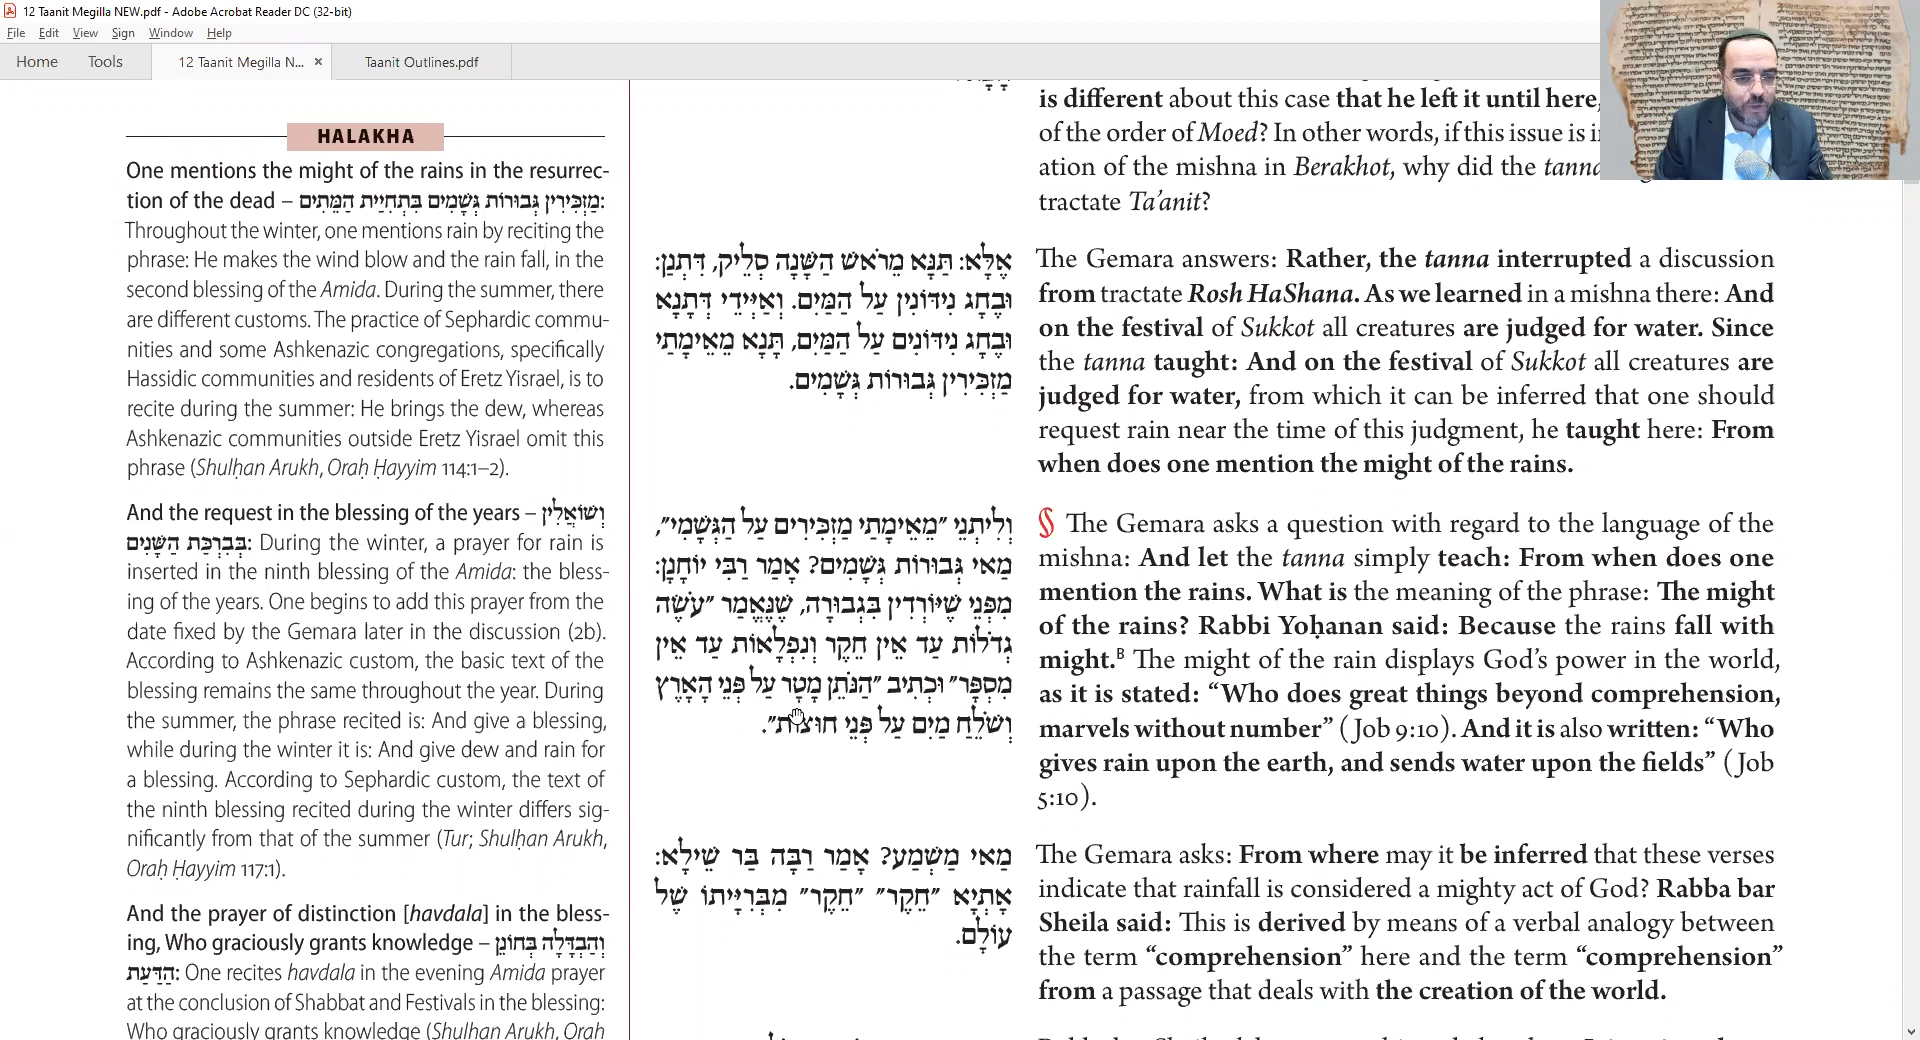 12 Taanit Megilla NEW.pdf - Adobe Acrobat Reader DC (32-bit)
File Edit View Sign Window Help
Home Tools 12 Taanit Megilla N... × Taanit Outlines.pdf
HALAKHA
One mentions the might of the rains in the resurrec-
tion of the dead – מַזְכִּירִין גְּבוּרוֹת גְּשָׁמִים בִּתְחִיַּית הַמֵּתִים:
Throughout the winter, one mentions rain by reciting the
phrase: He makes the wind blow and the rain fall, in the
second blessing of the Amida. During the summer, there
are different customs. The practice of Sephardic commu-
nities and some Ashkenazic congregations, specifically
Hassidic communities and residents of Eretz Yisrael, is to
recite during the summer: He brings the dew, whereas
Ashkenazic communities outside Eretz Yisrael omit this
phrase (Shulḥan Arukh, Oraḥ Ḥayyim 114:1–2).
And the request in the blessing of the years – וְשׁוֹאֲלִין
בְּבִרְכַּת הַשָּׁנִים: During the winter, a prayer for rain is
inserted in the ninth blessing of the Amida: the bless-
ing of the years. One begins to add this prayer from the
date fixed by the Gemara later in the discussion (2b).
According to Ashkenazic custom, the basic text of the
blessing remains the same throughout the year. During
the summer, the phrase recited is: And give a blessing,
while during the winter it is: And give dew and rain for
a blessing. According to Sephardic custom, the text of
the ninth blessing recited during the winter differs sig-
nificantly from that of the summer (Tur; Shulḥan Arukh,
Oraḥ Ḥayyim 117:1).
And the prayer of distinction [havdala] in the bless-
ing, Who graciously grants knowledge – וְהַבְדָּלָה בְּחוֹנֵן
הַדַּעַת: One recites havdala in the evening Amida prayer
at the conclusion of Shabbat and Festivals in the blessing:
Who graciously grants knowledge (Shulḥan Arukh, Oraḥ
אֶלָּא: תַּנָּא מֵרֹאשׁ הַשָּׁנָה סְלֵיק, דִּתְנַן:
וּבֶחָג נִידּוֹנִין עַל הַמַּיִם. וְאַיְּידֵי דְּתָנָא
וּבֶחָג נִידּוֹנִים עַל הַמַּיִם, תָּנָא מֵאֵימָתַי
מַזְכִּירִין גְּבוּרוֹת גְּשָׁמִים.
וְלִיתְנֵי ״מֵאֵימָתַי מַזְכִּירִים עַל הַגְּשָׁמִי״,
מַאי גְּבוּרוֹת גְּשָׁמִים? אָמַר רַבִּי יוֹחָנָן:
מִפְּנֵי שֶׁיּוֹרְדִין בִּגְבוּרָה, שֶׁנֶּאֱמַר ״עֹשֶׂה
גְדֹלוֹת עַד אֵין חֵקֶר וְנִפְלָאוֹת עַד אֵין
מִסְפָּר״ וּכְתִיב ״הַנֹּתֵן מָטָר עַל פְּנֵי הָאָרֶץ
וְשֹׁלֵחַ מַיִם עַל פְּנֵי חוּצוֹת״.
מַאי מַשְׁמַע? אָמַר רַבָּה בַּר שֵׁילָא:
אָתְיָא ״חֵקֶר״ ״חֵקֶר״ מִבְּרִיָּיתוֹ שֶׁל
עוֹלָם.
is different about this case that he left it until here,
of the order of Moed? In other words, if this issue is
ation of the mishna in Berakhot, why did the tanna
tractate Ta'anit?
The Gemara answers: Rather, the tanna interrupted a discussion
from tractate Rosh HaShana. As we learned in a mishna there: And
on the festival of Sukkot all creatures are judged for water. Since
the tanna taught: And on the festival of Sukkot all creatures are
judged for water, from which it can be inferred that one should
request rain near the time of this judgment, he taught here: From
when does one mention the might of the rains.
§ The Gemara asks a question with regard to the language of the
mishna: And let the tanna simply teach: From when does one
mention the rains. What is the meaning of the phrase: The might
of the rains? Rabbi Yoḥanan said: Because the rains fall with
might.B The might of the rain displays God's power in the world,
as it is stated: “Who does great things beyond comprehension,
marvels without number” (Job 9:10). And it is also written: “Who
gives rain upon the earth, and sends water upon the fields” (Job
5:10).
The Gemara asks: From where may it be inferred that these verses
indicate that rainfall is considered a mighty act of God? Rabba bar
Sheila said: This is derived by means of a verbal analogy between
the term “comprehension” here and the term “comprehension”
from a passage that deals with the creation of the world.